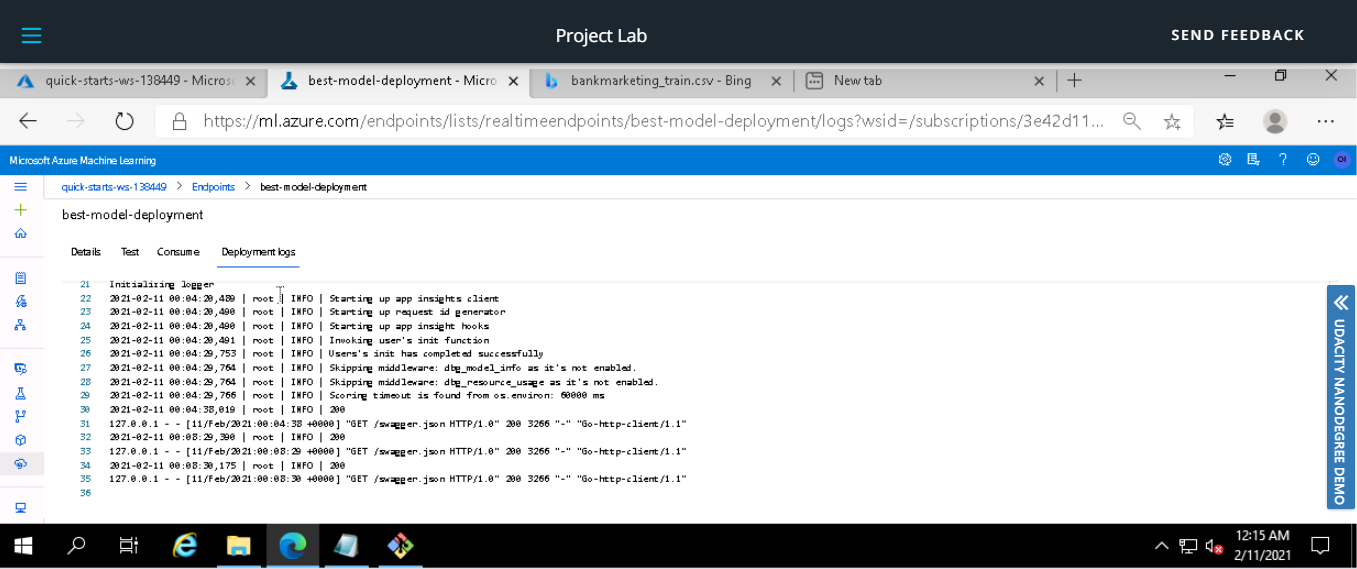 Project Lab
SEND FEEDBACK
quick-starts-ws-138449 - Micros
best-model-deployment - Micro
bankmarketing_train.csv - Bing
New tab
https://ml.azure.com/endpoints/lists/realtimeendpoints/best-model-deployment/logs?wsid=/subscriptions/3e42d11...
Microsoft Azure Machine Learning
OI
quick-starts-ws-138449 > Endpoints > best-model-deployment
best-model-deployment
Details Test Consume Deployment logs
21 Initializing logger
22 2021-02-11 00:04:20,489 | root | INFO | Starting up app insights client
23 2021-02-11 00:04:20,490 | root | INFO | Starting up request id generator
24 2021-02-11 00:04:20,490 | root | INFO | Starting up app insight hooks
25 2021-02-11 00:04:20,491 | root | INFO | Invoking user's init function
26 2021-02-11 00:04:29,753 | root | INFO | Users's init has completed successfully
27 2021-02-11 00:04:29,764 | root | INFO | Skipping middleware: dbg_model_info as it's not enabled.
28 2021-02-11 00:04:29,764 | root | INFO | Skipping middleware: dbg_resource_usage as it's not enabled.
29 2021-02-11 00:04:29,766 | root | INFO | Scoring timeout is found from os.environ: 60000 ms
30 2021-02-11 00:04:38,019 | root | INFO | 200
31 127.0.0.1 - - [11/Feb/2021:00:04:38 +0000] "GET /swagger.json HTTP/1.0" 200 3266 "-" "Go-http-client/1.1"
32 2021-02-11 00:08:29,390 | root | INFO | 200
33 127.0.0.1 - - [11/Feb/2021:00:08:29 +0000] "GET /swagger.json HTTP/1.0" 200 3266 "-" "Go-http-client/1.1"
34 2021-02-11 00:08:30,175 | root | INFO | 200
35 127.0.0.1 - - [11/Feb/2021:00:08:30 +0000] "GET /swagger.json HTTP/1.0" 200 3266 "-" "Go-http-client/1.1"
36
UDACITY NANODEGREE DEMO
12:15 AM
2/11/2021